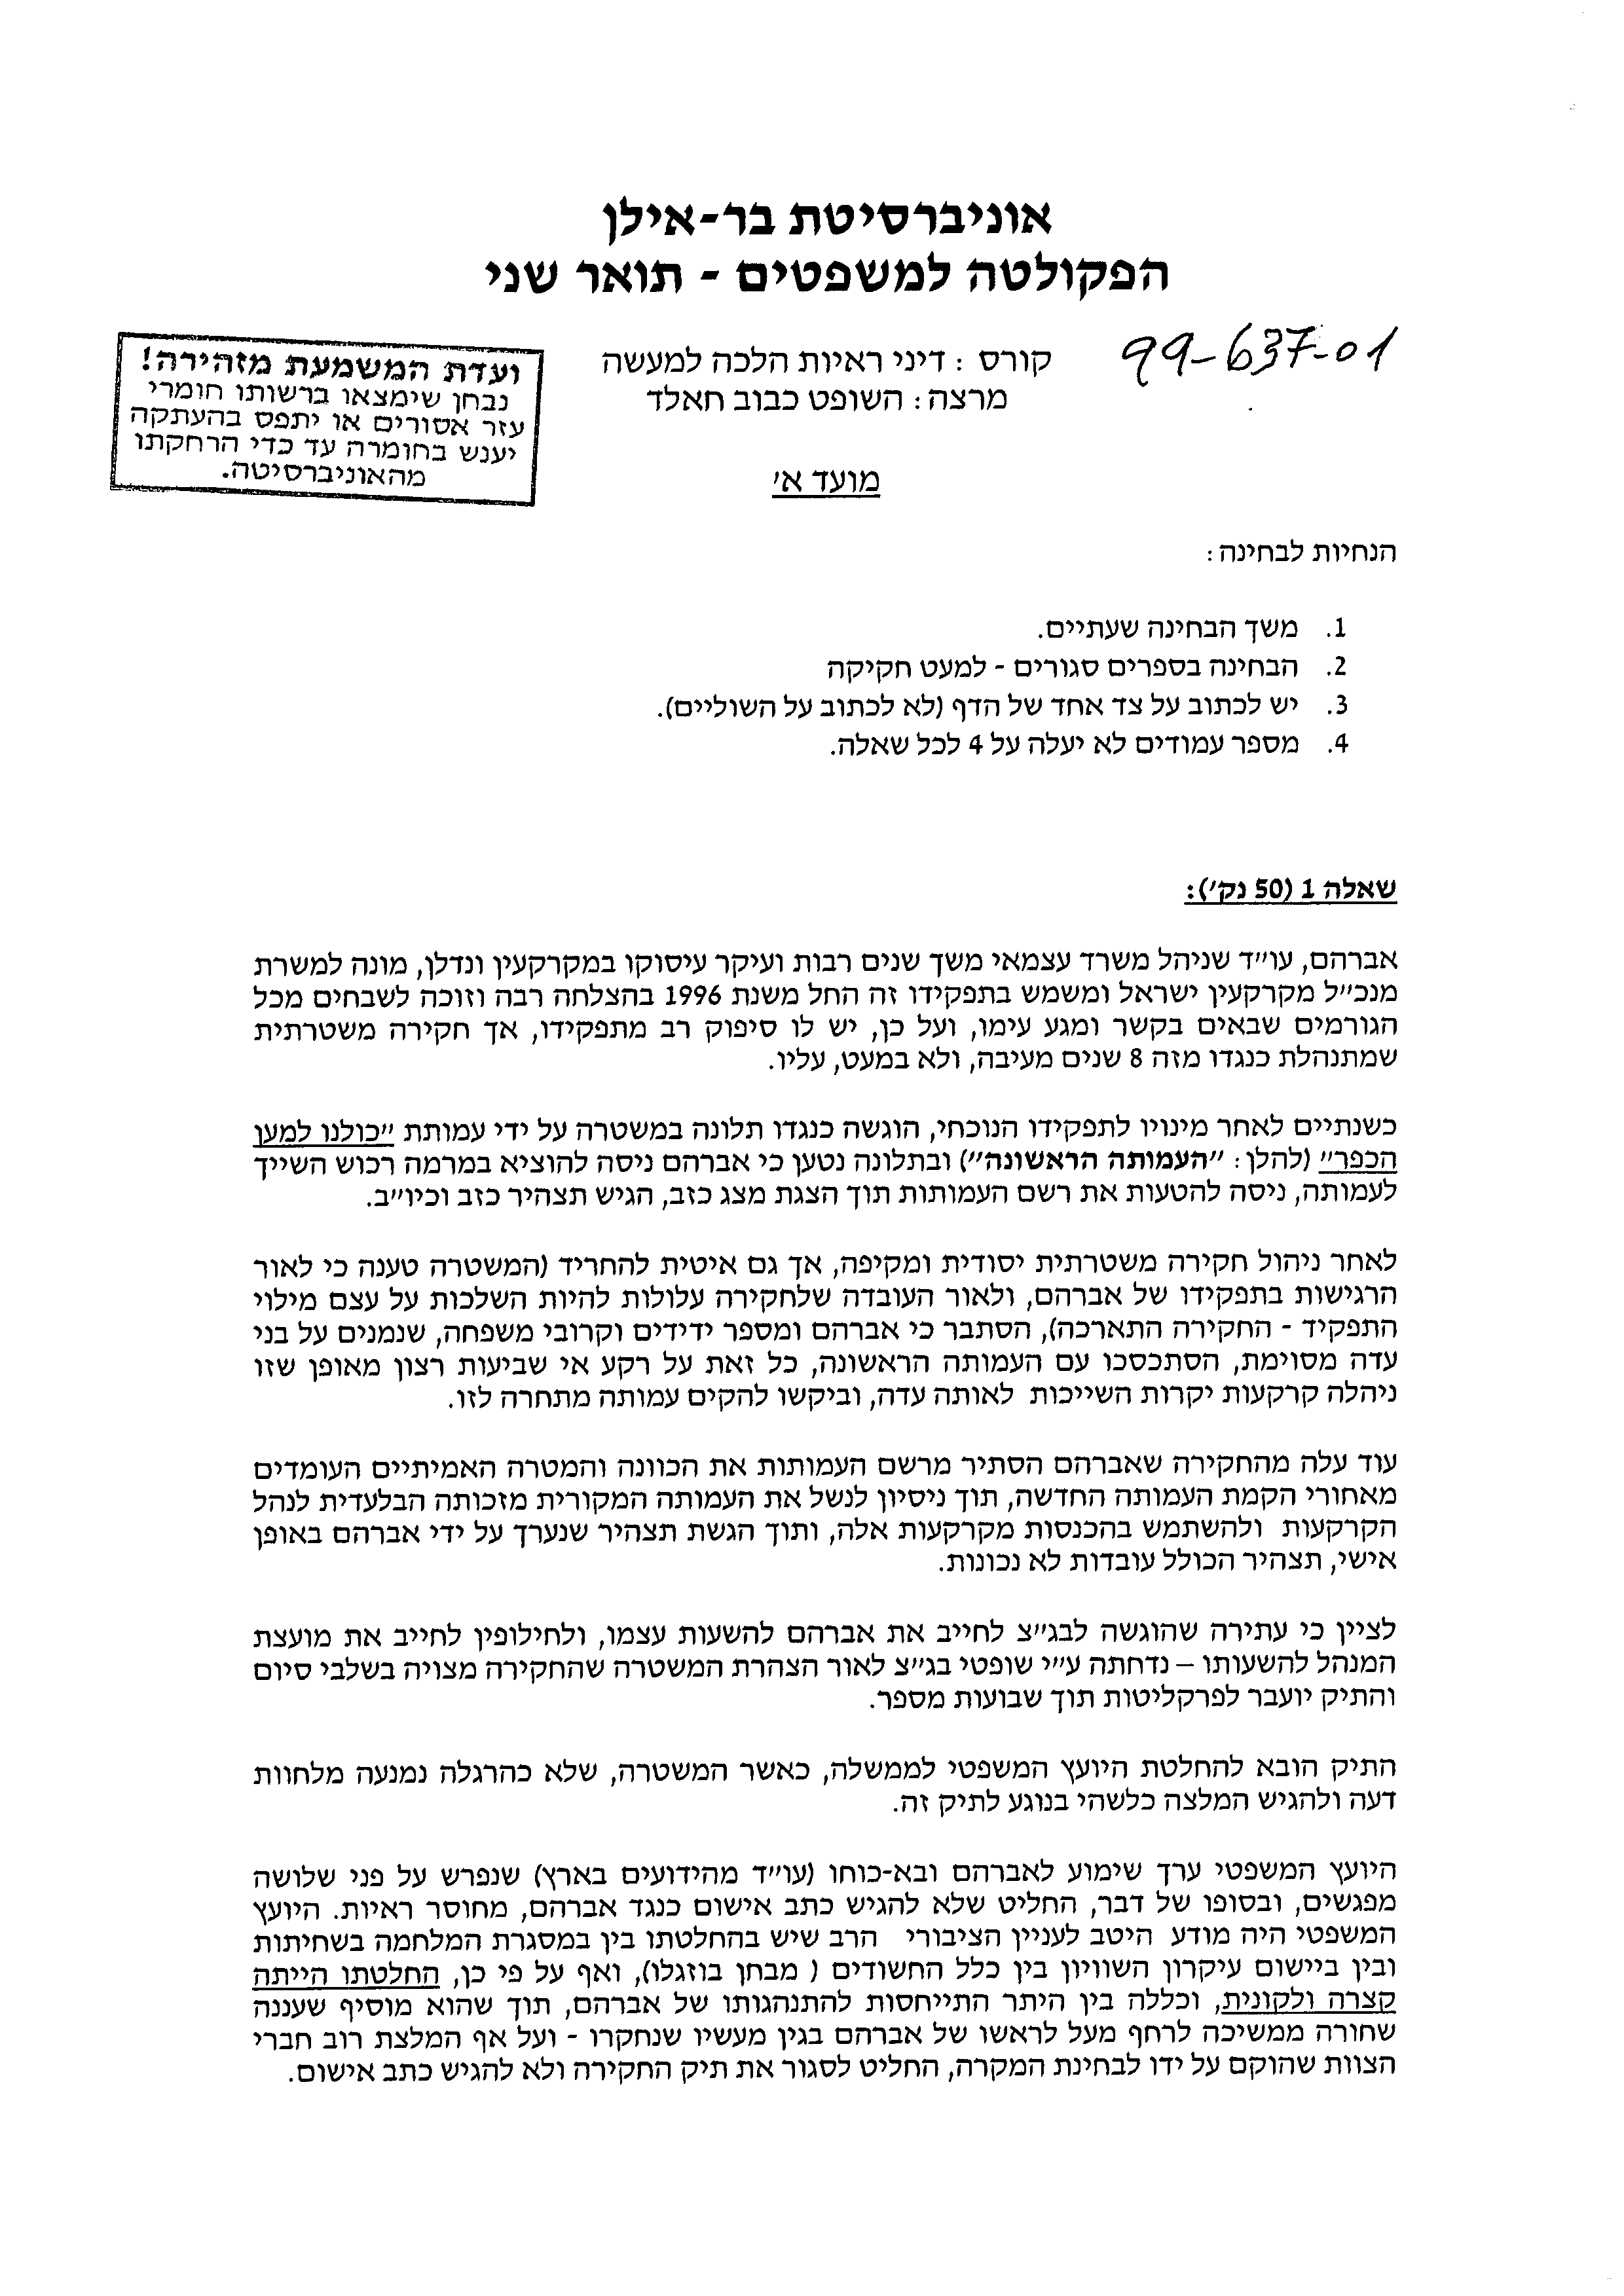 אוניברסיטת בר-אילן
הפקולטה למשפטים - תואר שני
99-637-01
קורס : דיני ראיות הלכה למעשה
מרצה : השופט כבוב חאלד
ועדת המשמעת מזהירה!
נבחן שימצאו ברשותו חומרי
עזר אסורים או יתפס בהעתקה
יענש בחומרה עד כדי הרחקתו
מהאוניברסיטה.
מועד א'
הנחיות לבחינה :
1. משך הבחינה שעתיים.
2. הבחינה בספרים סגורים - למעט חקיקה
3. יש לכתוב על צד אחד של הדף (לא לכתוב על השוליים).
4. מספר עמודים לא יעלה על 4 לכל שאלה.
שאלה 1 (50 נק'):
אברהם, עו״ד שניהל משרד עצמאי משך שנים רבות ועיקר עיסוקו במקרקעין ונדלן, מונה למשרת
מנכ״ל מקרקעין ישראל ומשמש בתפקידו זה החל משנת 1996 בהצלחה רבה וזוכה לשבחים מכל
הגורמים שבאים בקשר ומגע עימו, ועל כן, יש לו סיפוק רב מתפקידו, אך חקירה משטרתית
שמתנהלת כנגדו מזה 8 שנים מעיבה, ולא במעט, עליו.
כשנתיים לאחר מינויו לתפקידו הנוכחי, הוגשה כנגדו תלונה במשטרה על ידי עמותת ״כולנו למען
הכפר״ (להלן : ״העמותה הראשונה״) ובתלונה נטען כי אברהם ניסה להוציא במרמה רכוש השייך
לעמותה, ניסה להטעות את רשם העמותות תוך הצגת מצג כזב, הגיש תצהיר כזב וכיו״ב.
לאחר ניהול חקירה משטרתית יסודית ומקיפה, אך גם איטית להחריד (המשטרה טענה כי לאור
הרגישות בתפקידו של אברהם, ולאור העובדה שלחקירה עלולות להיות השלכות על עצם מילוי
התפקיד - החקירה התארכה), הסתבר כי אברהם ומספר ידידים וקרובי משפחה, שנמנים על בני
עדה מסוימת, הסתכסכו עם העמותה הראשונה, כל זאת על רקע אי שביעות רצון מאופן שזו
ניהלה קרקעות יקרות השייכות לאותה עדה, וביקשו להקים עמותה מתחרה לזו.
עוד עלה מהחקירה שאברהם הסתיר מרשם העמותות את הכוונה והמטרה האמיתיים העומדים
מאחורי הקמת העמותה החדשה, תוך ניסיון לנשל את העמותה המקורית מזכותה הבלעדית לנהל
הקרקעות ולהשתמש בהכנסות מקרקעות אלה, ותוך הגשת תצהיר שנערך על ידי אברהם באופן
אישי, תצהיר הכולל עובדות לא נכונות.
לציין כי עתירה שהוגשה לבג״צ לחייב את אברהם להשעות עצמו, ולחילופין לחייב את מועצת
המנהל להשעותו – נדחתה ע״י שופטי בג״צ לאור הצהרת המשטרה שהחקירה מצויה בשלבי סיום
והתיק יועבר לפרקליטות תוך שבועות מספר.
התיק הובא להחלטת היועץ המשפטי לממשלה, כאשר המשטרה, שלא כהרגלה נמנעה מלחוות
דעה ולהגיש המלצה כלשהי בנוגע לתיק זה.
היועץ המשפטי ערך שימוע לאברהם ובא-כוחו (עו״ד מהידועים בארץ) שנפרש על פני שלושה
מפגשים, ובסופו של דבר, החליט שלא להגיש כתב אישום כנגד אברהם, מחוסר ראיות. היועץ
המשפטי היה מודע היטב לעניין הציבורי הרב שיש בהחלטתו בין במסגרת המלחמה בשחיתות
ובין ביישום עיקרון השוויון בין כלל החשודים ( מבחן בוזגלו), ואף על פי כן, החלטתו הייתה
קצרה ולקונית, וכללה בין היתר התייחסות להתנהגותו של אברהם, תוך שהוא מוסיף שעננה
שחורה ממשיכה לרחף מעל לראשו של אברהם בגין מעשיו שנחקרו - ועל אף המלצת רוב חברי
הצוות שהוקם על ידו לבחינת המקרה, החליט לסגור את תיק החקירה ולא להגיש כתב אישום.